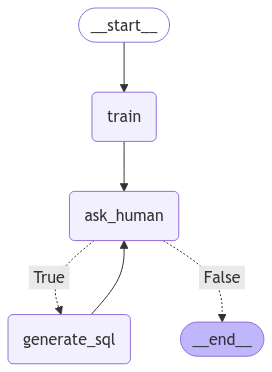 __start__
train
ask_human
True
False
generate_sql
__end__